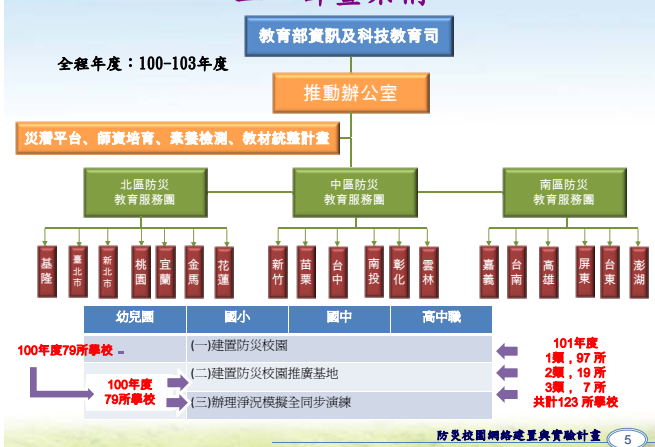 教育部資訊及科技教育司
全程年度：100-103年度
推動辦公室
災潛平台、師資培育、素養檢測、教材統整計畫
北區防災
教育服務團
中區防災
教育服務團
南區防災
教育服務團
基隆
臺北市
新北市
桃園
宜蘭
金馬
花蓮
新竹
苗栗
台中
南投
彰化
雲林
嘉義
台南
高雄
屏東
台東
澎湖
幼兒園
國小
國中
高中職
100年度79所學校
(一)建置防災校園
(二)建置防災校園推廣基地
(三)辦理淨況模擬全同步演練
100年度
79所學校
101年度
1類，97 所
2類，19 所
3類， 7 所
共計123 所學校
防災校園網絡建置與實驗計畫
5